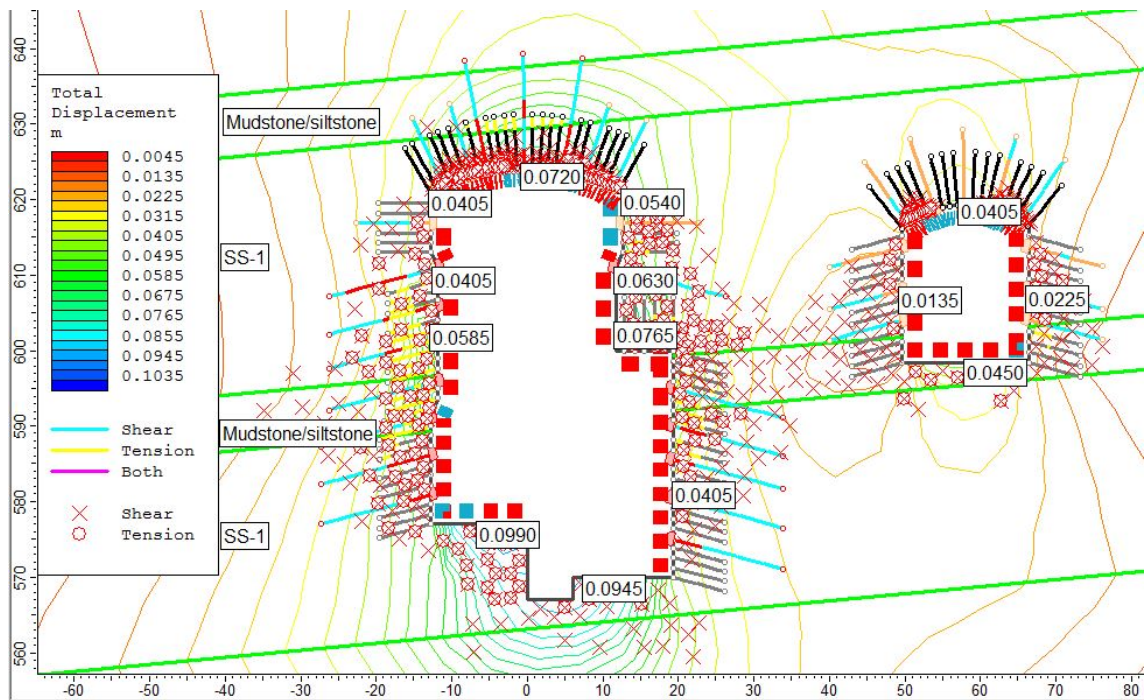 640
630
620
610
600
590
580
570
560
Total
Displacement
m
0.0045
0.0135
0.0225
0.0315
0.0405
0.0495
0.0585
0.0675
0.0765
0.0855
0.0945
0.1035
Shear
Tension
Both
Shear
Tension
Mudstone/siltstone
SS-1
Mudstone/siltstone
SS-1
0.0720
0.0405
0.0540
0.0405
0.0630
0.0585
0.0765
0.0405
0.0990
0.0945
0.0405
0.0135
0.0225
0.0450
-60 -50 -40 -30 -20 -10 0 10 20 30 40 50 60 70 80